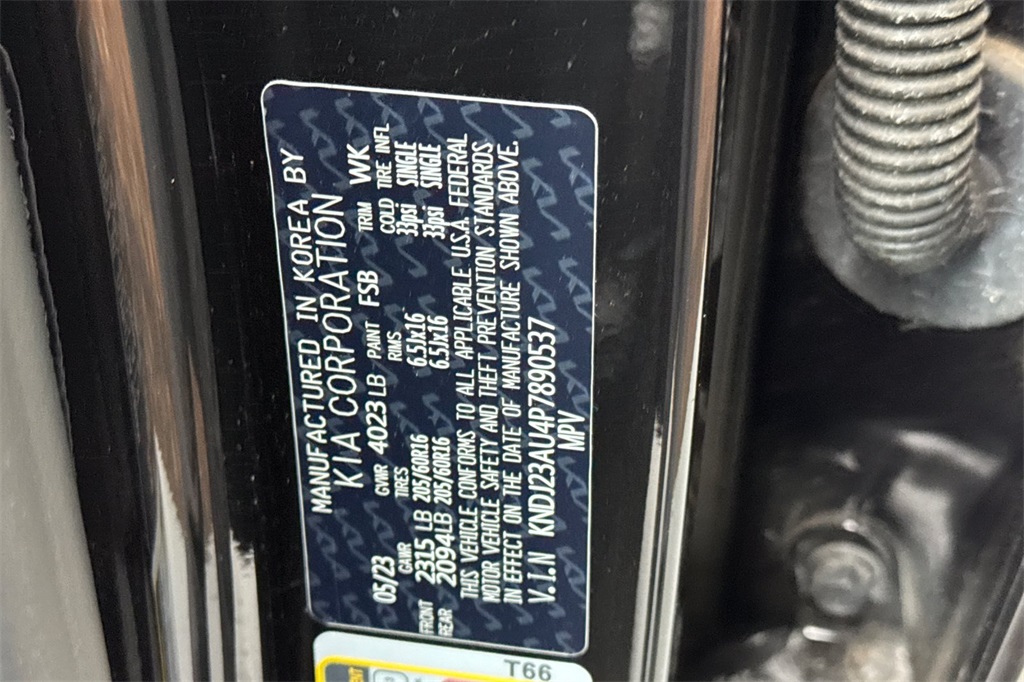 MANUFACTURED IN KOREA BY
KIA CORPORATION
05/23 GVWR 4023 LB PAINT FSB TRIM WK
GAWR TIRES RIMS COLD TIRE INFL
FRONT 2315 LB 205/60R16 6.5Jx16 33psi SINGLE
REAR 2094LB 205/60R16 6.5Jx16 33psi SINGLE
THIS VEHICLE CONFORMS TO ALL APPLICABLE U.S.A. FEDERAL
MOTOR VEHICLE SAFETY AND THEFT PREVENTION STANDARDS
IN EFFECT ON THE DATE OF MANUFACTURE SHOWN ABOVE.
V.I.N KNDJ23AU4P7890537
MPV
T66